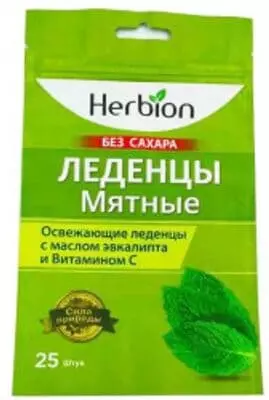 Herbion
БЕЗ САХАРА
ЛЕДЕНЦЫ
Мятные
Освежающие леденцы
с маслом эвкалипта
и Витамином С
Сила
природы
25 штук